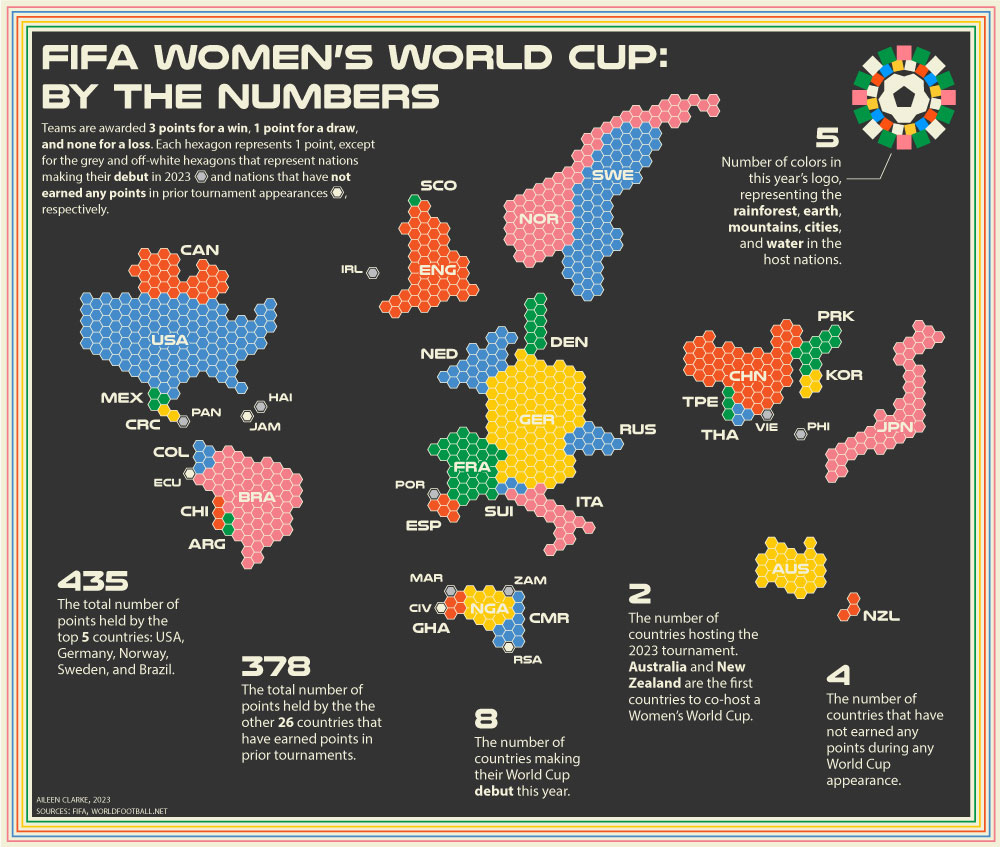 FIFA WOMEN'S WORLD CUP:
BY THE NUMBERS
Teams are awarded 3 points for a win, 1 point for a draw,
and none for a loss. Each hexagon represents 1 point, except
for the grey and off-white hexagons that represent nations
making their debut in 2023 and nations that have not
earned any points in prior tournament appearances ,
respectively.
5
Number of colors in
this year's logo,
representing the
rainforest, earth,
mountains, cities,
and water in the
host nations.
SCO
SWE
NOR
IRL
ENG
CAN
USA
MEX
CRC
PAN
HAI
JAM
COL
ECU
BRA
CHI
ARG
DEN
NED
GER
RUS
FRA
POR
ESP
SUI
ITA
PRK
CHN
KOR
TPE
THA
VIE
PHI
JPN
MAR
ZAM
CIV
NGA
GHA
CMR
RSA
AUS
NZL
435
The total number of
points held by the
top 5 countries: USA,
Germany, Norway,
Sweden, and Brazil.
378
The total number of
points held by the the
other 26 countries that
have earned points in
prior tournaments.
8
The number of
countries making
their World Cup
debut this year.
2
The number of
countries hosting the
2023 tournament.
Australia and New
Zealand are the first
countries to co-host a
Women's World Cup.
4
The number of
countries that have
not earned any
points during any
World Cup
appearance.
AILEEN CLARKE, 2023
SOURCES: FIFA, WORLDFOOTBALL.NET